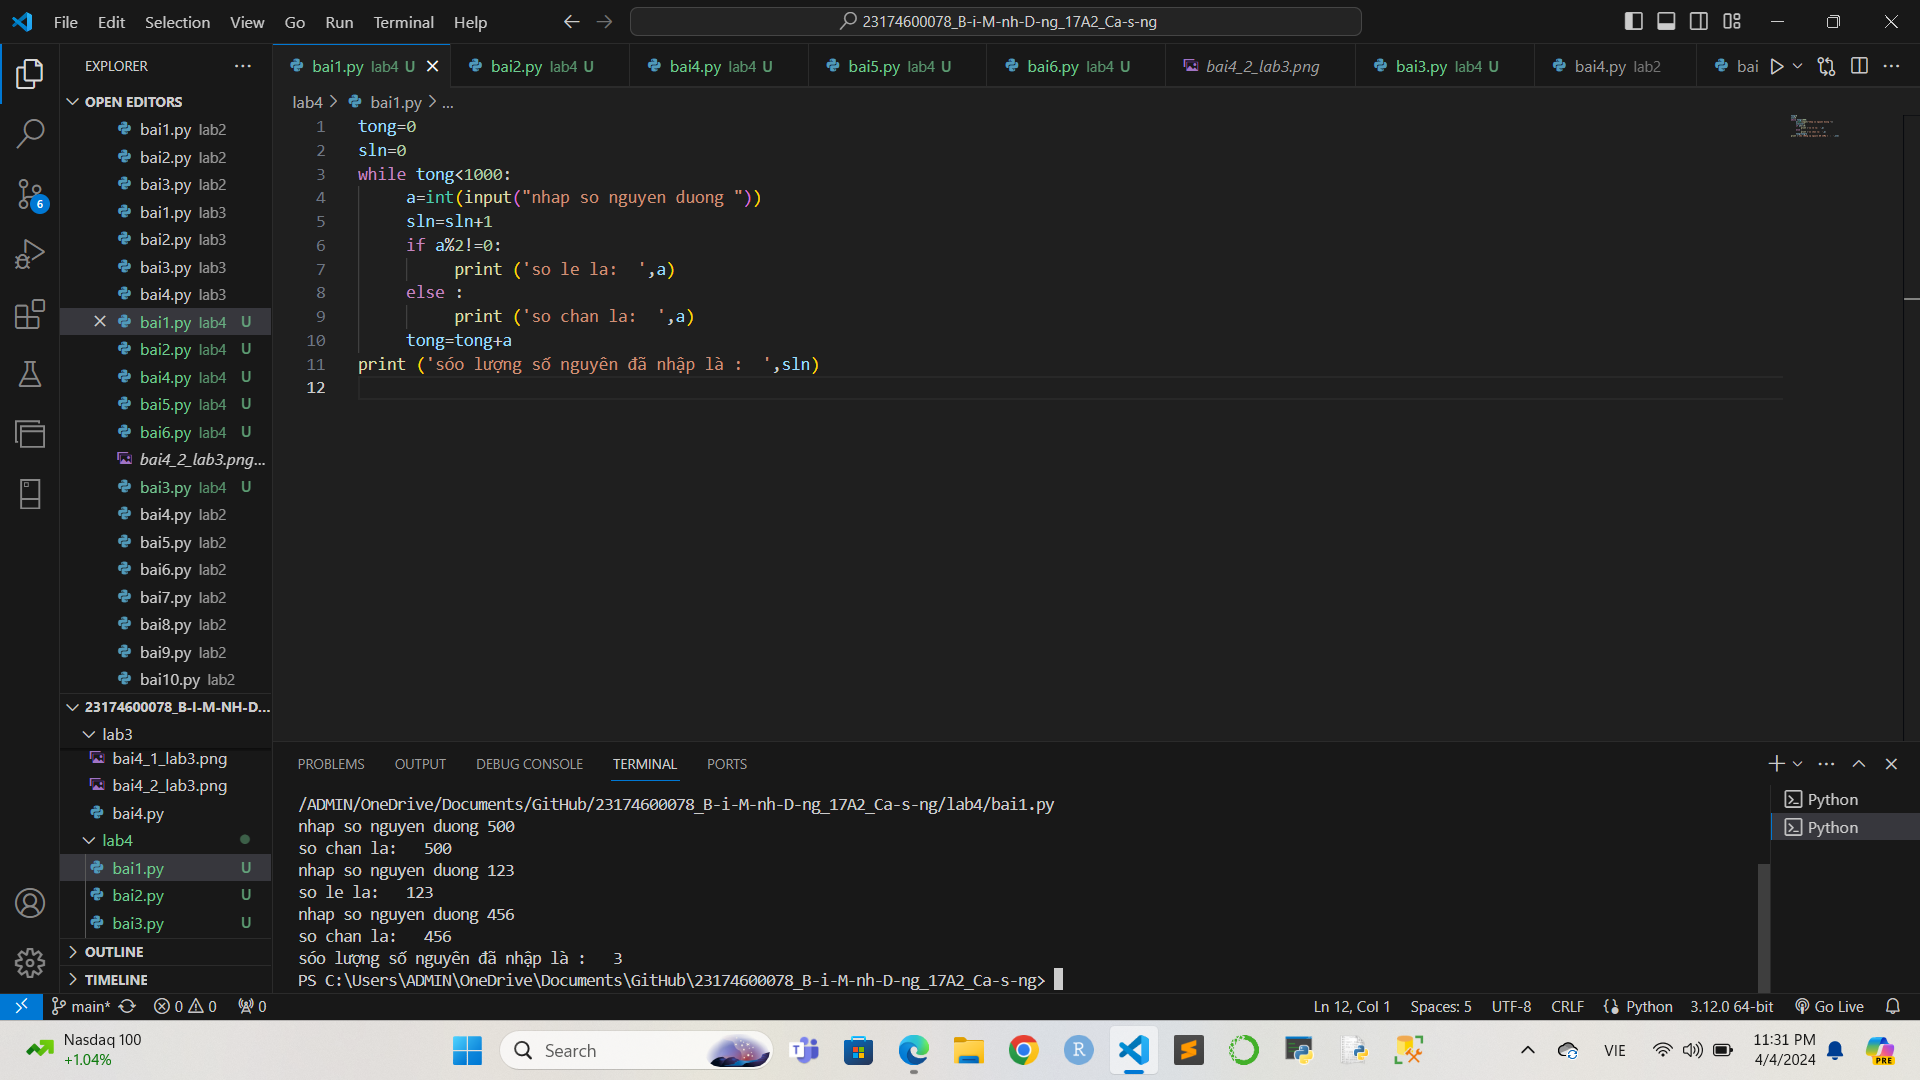 File Edit Selection View Go Run Terminal Help
23174600078_B-i-M-nh-D-ng_17A2_Ca-s-ng
EXPLORER
OPEN EDITORS
bai1.py lab2
bai2.py lab2
bai3.py lab2
bai1.py lab3
bai2.py lab3
bai3.py lab3
bai4.py lab3
bai1.py lab4 U
bai2.py lab4 U
bai4.py lab4 U
bai5.py lab4 U
bai6.py lab4 U
bai4_2_lab3.png...
bai3.py lab4 U
bai4.py lab2
bai5.py lab2
bai6.py lab2
bai7.py lab2
bai8.py lab2
bai9.py lab2
bai10.py lab2
23174600078_B-I-M-NH-D...
lab3
bai4_1_lab3.png
bai4_2_lab3.png
bai4.py
lab4
bai1.py U
bai2.py U
bai3.py U
OUTLINE
TIMELINE
6
bai1.py lab4 U bai2.py lab4 U bai4.py lab4 U bai5.py lab4 U bai6.py lab4 U bai4_2_lab3.png bai3.py lab4 U bai4.py lab2 bai
lab4 > bai1.py > ...
1 tong=0
2 sln=0
3 while tong<1000:
4 a=int(input("nhap so nguyen duong "))
5 sln=sln+1
6 if a%2!=0:
7 print ('so le la:  ',a)
8 else :
9 print ('so chan la:  ',a)
10 tong=tong+a
11 print ('sóo lượng số nguyên đã nhập là :  ',sln)
12
PROBLEMS OUTPUT DEBUG CONSOLE TERMINAL PORTS
/ADMIN/OneDrive/Documents/GitHub/23174600078_B-i-M-nh-D-ng_17A2_Ca-s-ng/lab4/bai1.py
nhap so nguyen duong 500
so chan la:   500
nhap so nguyen duong 123
so le la:   123
nhap so nguyen duong 456
so chan la:   456
sóo lượng số nguyên đã nhập là :   3
PS C:\Users\ADMIN\OneDrive\Documents\GitHub\23174600078_B-i-M-nh-D-ng_17A2_Ca-s-ng>
Python
Python
main* 0 0 0 Ln 12, Col 1 Spaces: 5 UTF-8 CRLF Python 3.12.0 64-bit Go Live
Nasdaq 100
+1.04%
Search
VIE
11:31 PM
4/4/2024
PRE